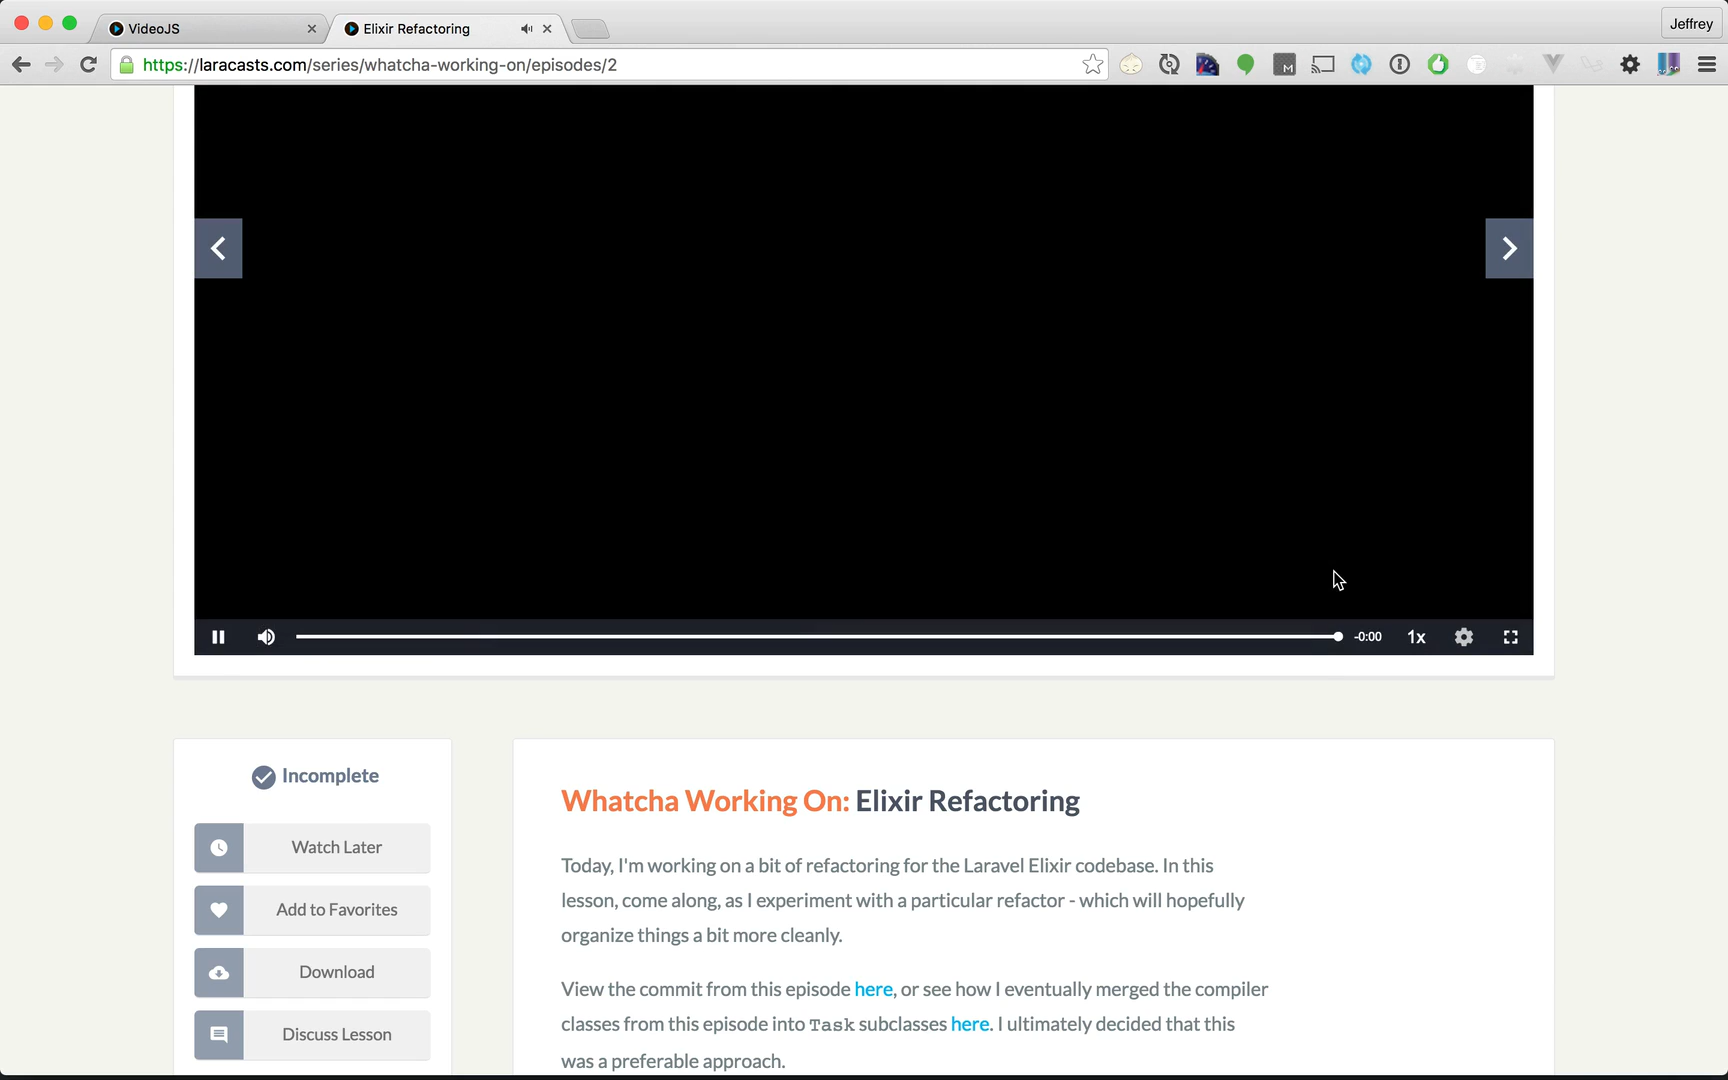 VideoJS
Elixir Refactoring
Jeffrey
https://laracasts.com/series/whatcha-working-on/episodes/2
M
-0:00
1x
Incomplete
Watch Later
Add to Favorites
Download
Discuss Lesson
Whatcha Working On: Elixir Refactoring
Today, I'm working on a bit of refactoring for the Laravel Elixir codebase. In this
lesson, come along, as I experiment with a particular refactor - which will hopefully
organize things a bit more cleanly.
View the commit from this episode here, or see how I eventually merged the compiler
classes from this episode into Task subclasses here. I ultimately decided that this
was a preferable approach.